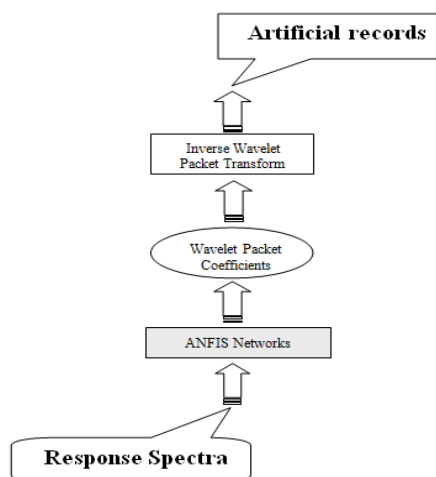 Artificial records
Inverse Wavelet
Packet Transform
Wavelet Packet
Coefficients
ANFIS Networks
Response Spectra